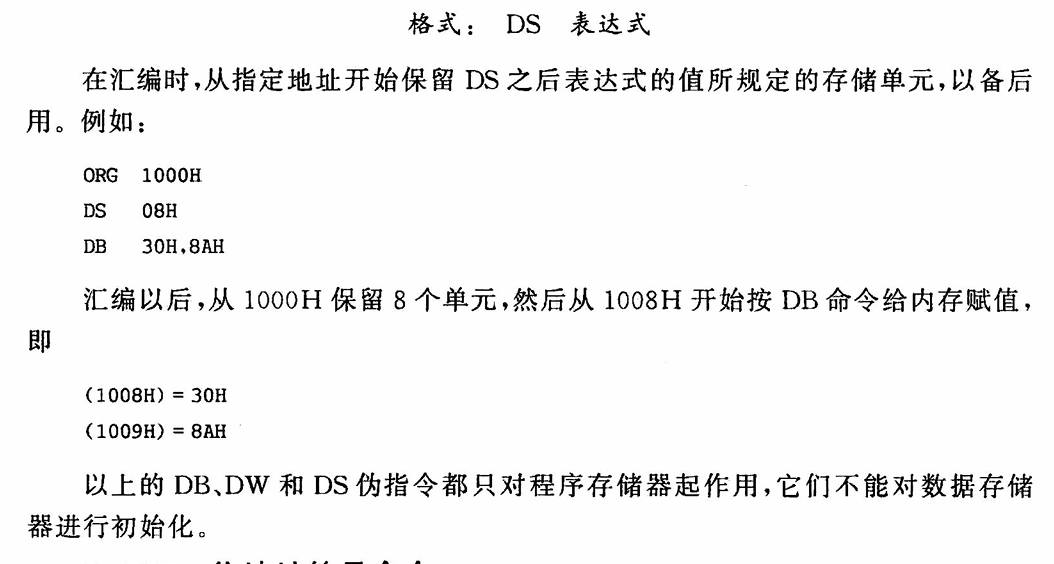 格式： DS 表达式
在汇编时,从指定地址开始保留 DS 之后表达式的值所规定的存储单元,以备后
用。例如：
ORG 1000H
DS 08H
DB 30H,8AH
汇编以后,从 1000H 保留 8 个单元,然后从 1008H 开始按 DB 命令给内存赋值,
即
(1008H) = 30H
(1009H) = 8AH
以上的 DB、DW 和 DS 伪指令都只对程序存储器起作用,它们不能对数据存储
器进行初始化。